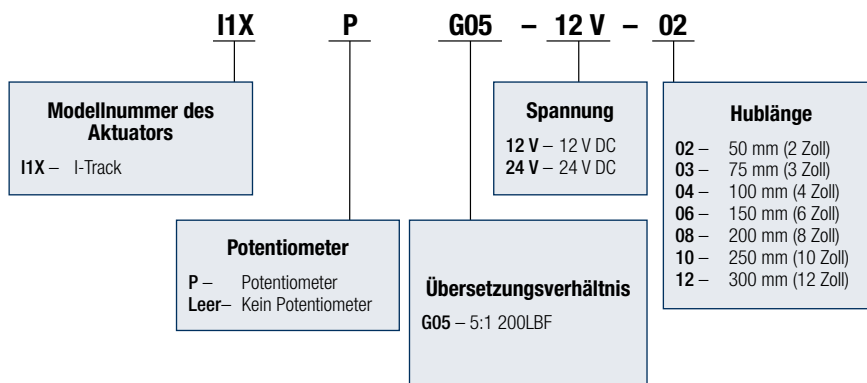 I1X P G05 – 12 V – 02
Modellnummer des
Aktuators
I1X – I-Track
Spannung
12 V – 12 V DC
24 V – 24 V DC
Hublänge
02 – 50 mm (2 Zoll)
03 – 75 mm (3 Zoll)
04 – 100 mm (4 Zoll)
06 – 150 mm (6 Zoll)
08 – 200 mm (8 Zoll)
10 – 250 mm (10 Zoll)
12 – 300 mm (12 Zoll)
Potentiometer
P – Potentiometer
Leer– Kein Potentiometer
Übersetzungsverhältnis
G05 – 5:1 200LBF